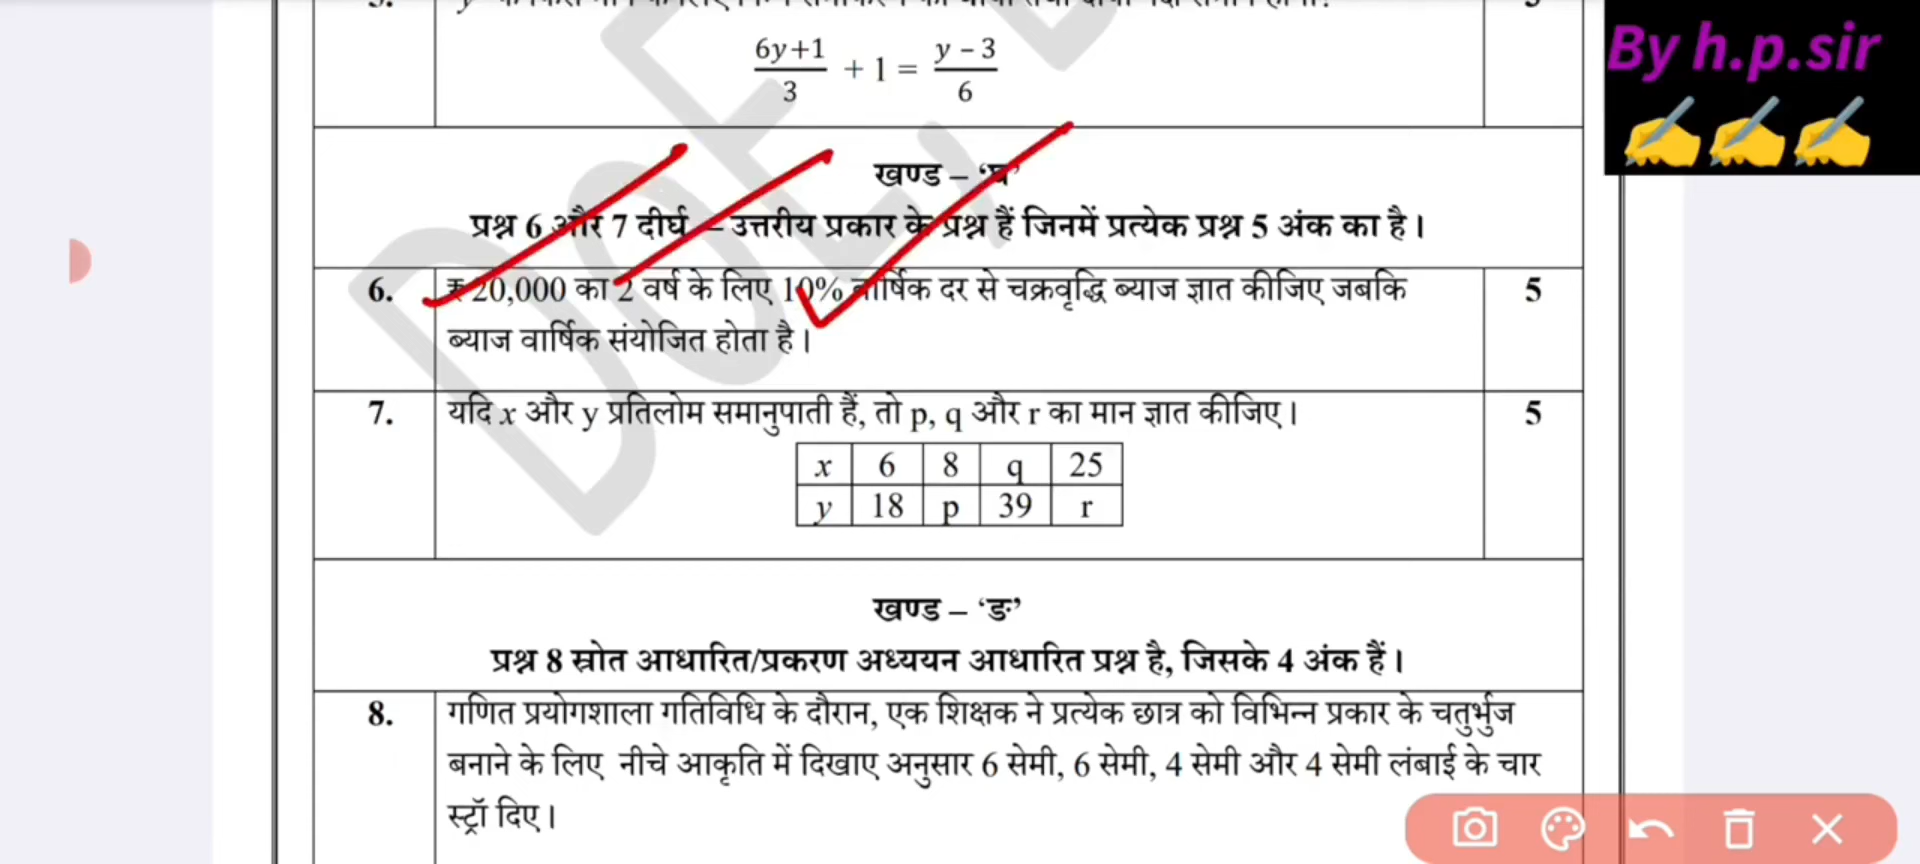 6y+1/3 + 1 = y – 3/6
By h.p.sir
खण्ड – ‘घ’
प्रश्न 6 और 7 दीर्घ – उत्तरीय प्रकार के प्रश्न हैं जिनमें प्रत्येक प्रश्न 5 अंक का है।
6. ₹ 20,000 का 2 वर्ष के लिए 10% वार्षिक दर से चक्रवृद्धि ब्याज ज्ञात कीजिए जबकि 5
ब्याज वार्षिक संयोजित होता है।
7. यदि x और y प्रतिलोम समानुपाती हैं, तो p, q और r का मान ज्ञात कीजिए। 5
x 6 8 q 25
y 18 p 39 r
खण्ड – ‘ङ’
प्रश्न 8 स्रोत आधारित/प्रकरण अध्ययन आधारित प्रश्न है, जिसके 4 अंक हैं।
8. गणित प्रयोगशाला गतिविधि के दौरान, एक शिक्षक ने प्रत्येक छात्र को विभिन्न प्रकार के चतुर्भुज
बनाने के लिए नीचे आकृति में दिखाए अनुसार 6 सेमी, 6 सेमी, 4 सेमी और 4 सेमी लंबाई के चार
स्ट्रॉ दिए।